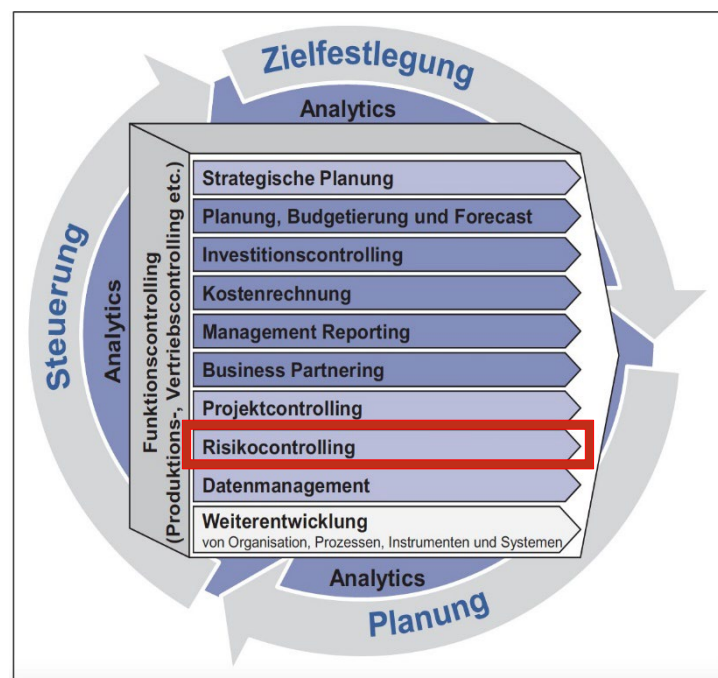 Zielfestlegung
Analytics
Steuerung
Analytics
Funktionscontrolling
(Produktions-, Vertriebscontrolling etc.)
Strategische Planung
Planung, Budgetierung und Forecast
Investitionscontrolling
Kostenrechnung
Management Reporting
Business Partnering
Projektcontrolling
Risikocontrolling
Datenmanagement
Weiterentwicklung
von Organisation, Prozessen, Instrumenten und Systemen
Analytics
Planung